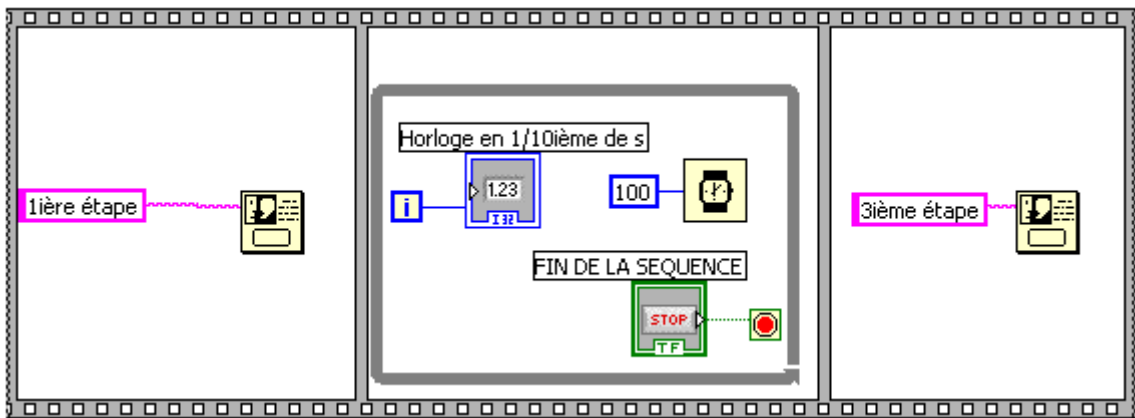 1ière étape
Horloge en 1/10ième de s
1.23
I32
i
100
FIN DE LA SEQUENCE
STOP
TF
3ième étape